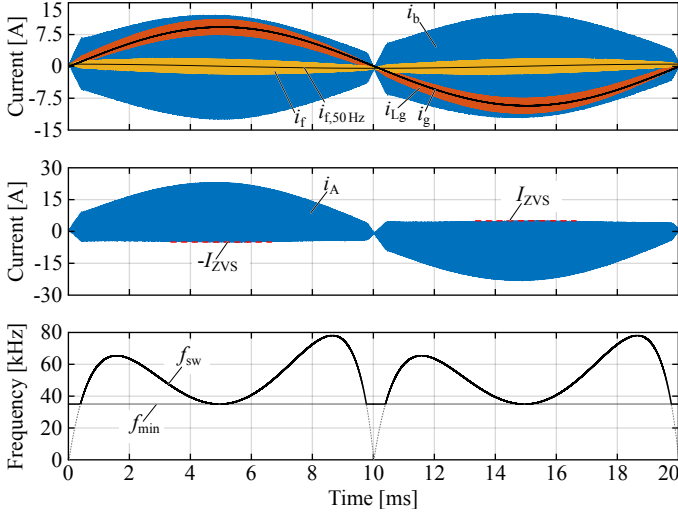 15
7.5
0
-7.5
-15
Current [A]
i_b
i_f
i_f,50 Hz
i_Lg
i_g
30
15
0
-15
-30
Current [A]
i_A
I_ZVS
-I_ZVS
80
60
40
20
0
Frequency [kHz]
f_sw
f_min
0 2 4 6 8 10 12 14 16 18 20
Time [ms]